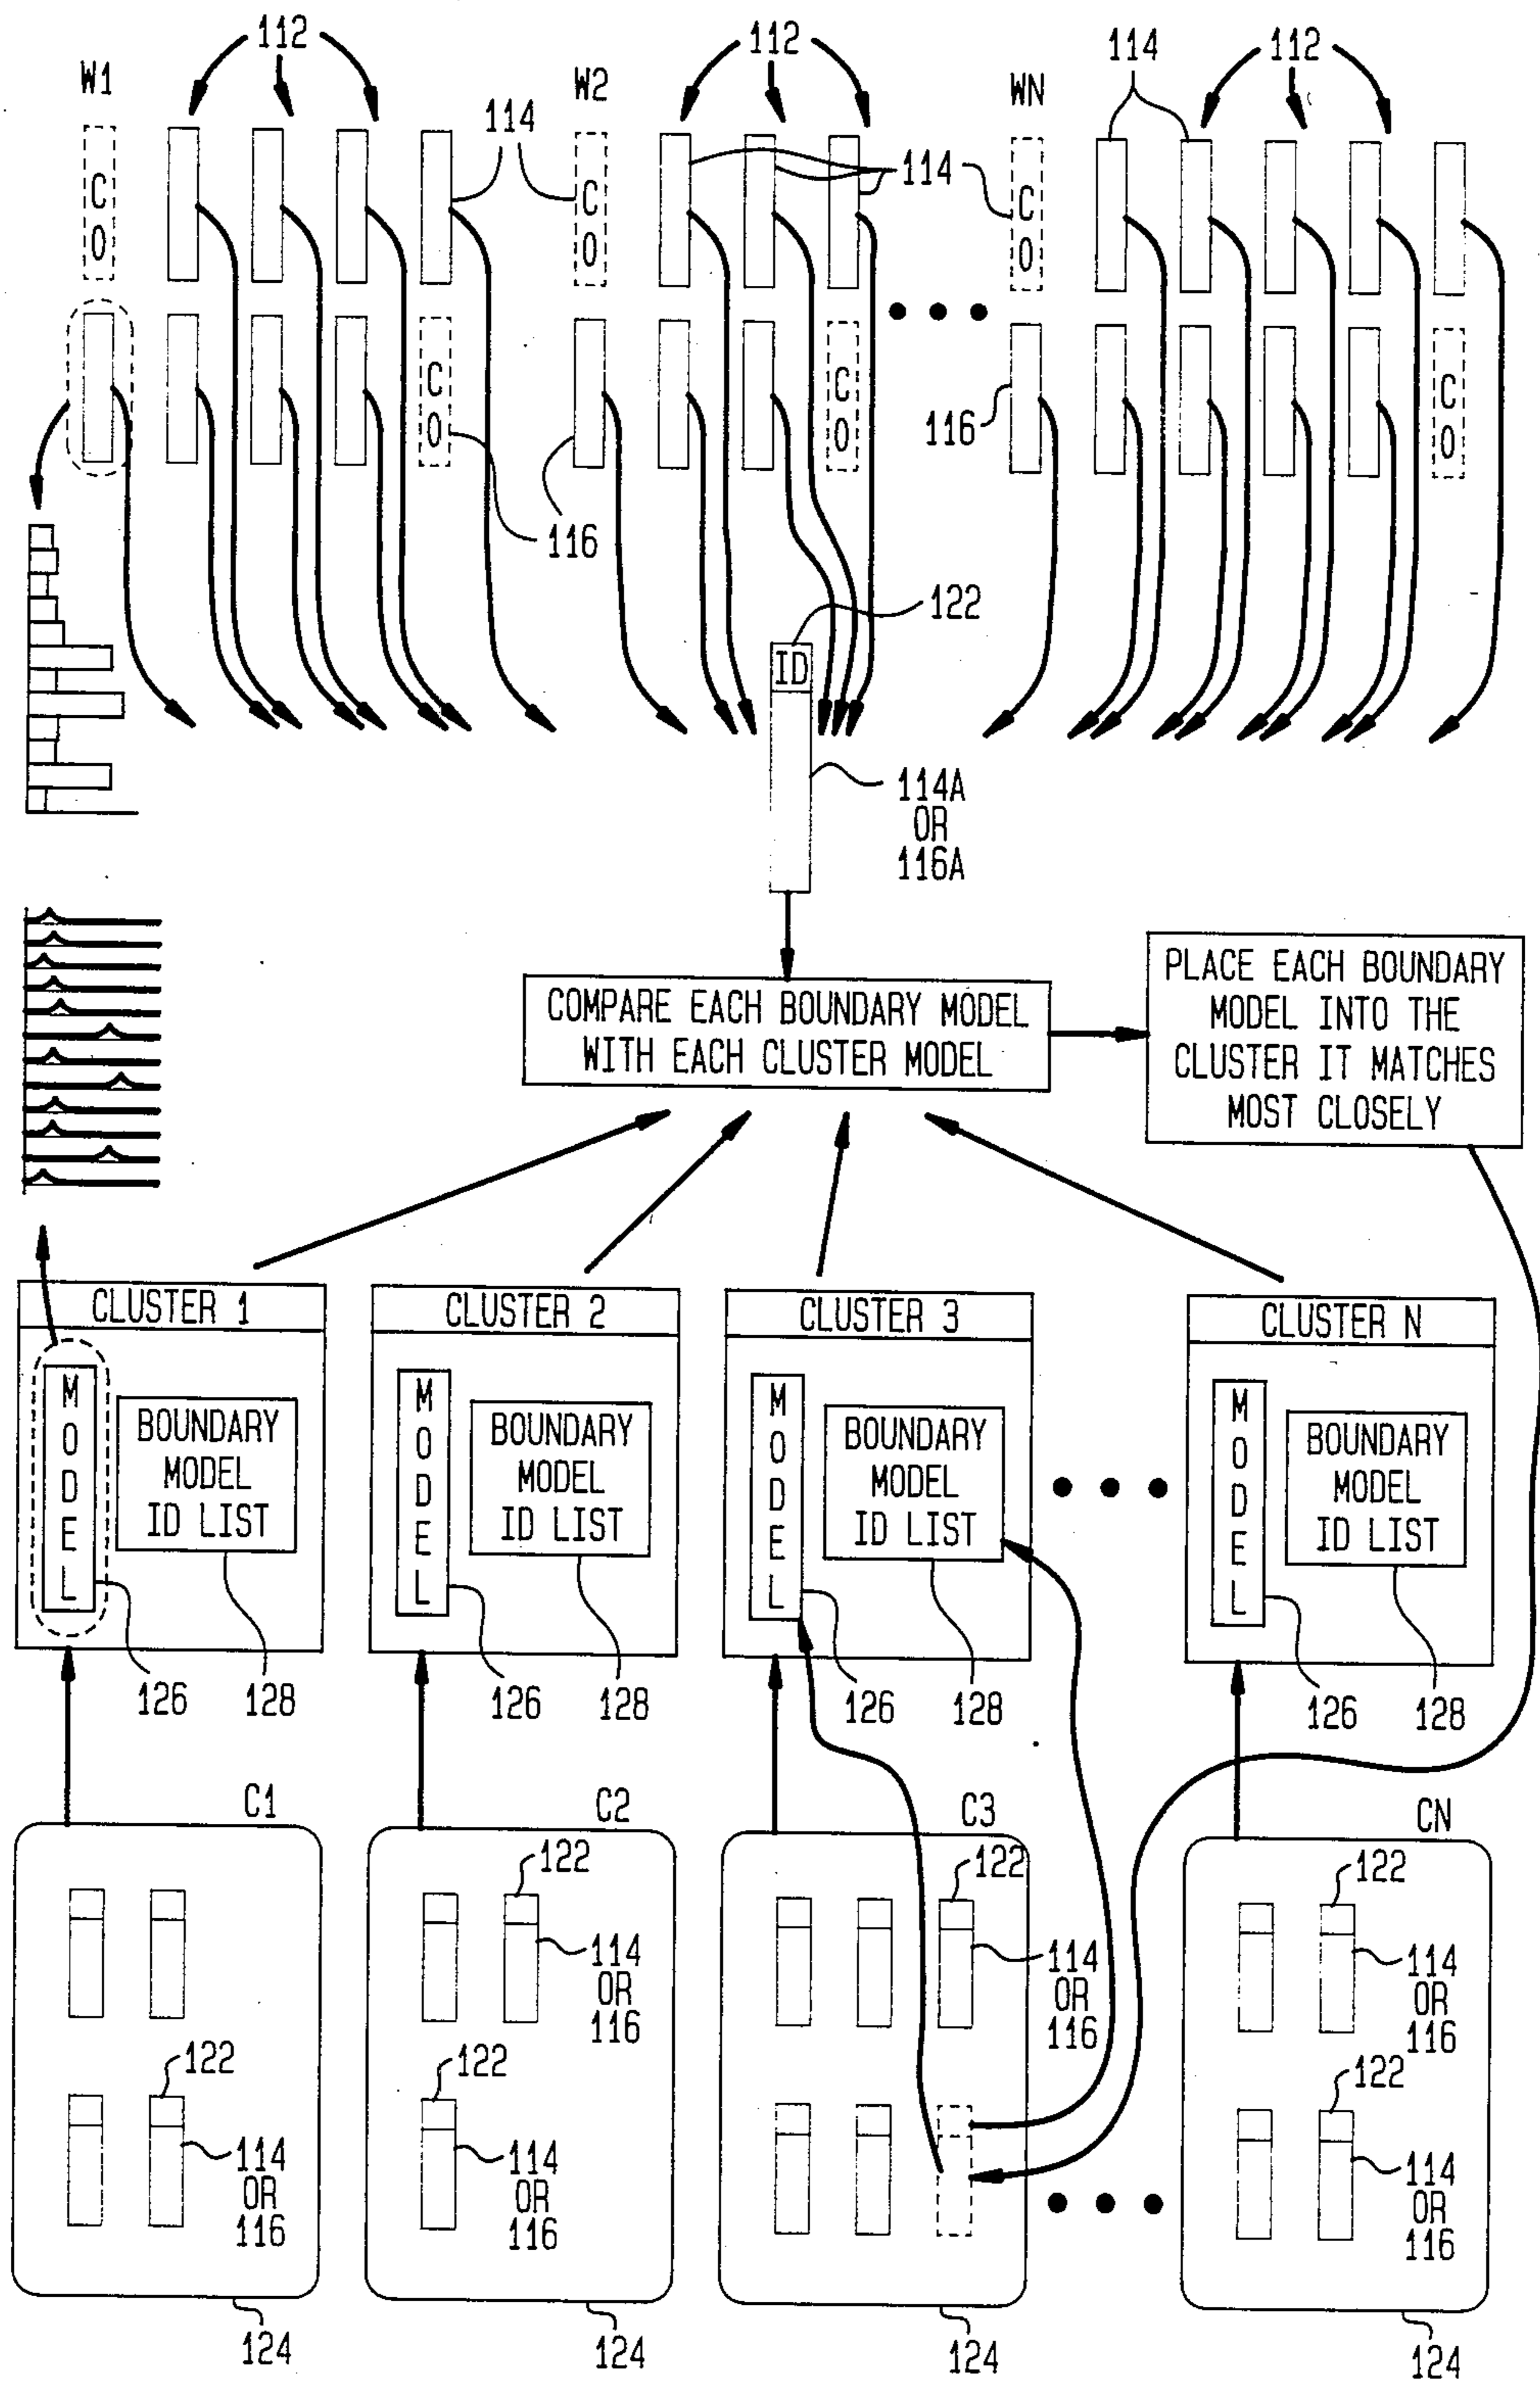 112
112
114
112
W1
W2
WN
114
114
C
O
C
O
C
O
C
O
C
O
C
O
116
116
122
ID
114A
OR
116A
COMPARE EACH BOUNDARY MODEL
WITH EACH CLUSTER MODEL
PLACE EACH BOUNDARY
MODEL INTO THE
CLUSTER IT MATCHES
MOST CLOSELY
CLUSTER 1
MODEL
BOUNDARY
MODEL
ID LIST
126
128
CLUSTER 2
MODEL
BOUNDARY
MODEL
ID LIST
126
128
CLUSTER 3
MODEL
BOUNDARY
MODEL
ID LIST
126
128
CLUSTER N
MODEL
BOUNDARY
MODEL
ID LIST
126
128
C1
122
114
OR
116
124
C2
122
114
OR
116
122
114
OR
116
124
C3
122
114
OR
116
124
CN
122
114
OR
116
122
114
OR
116
124